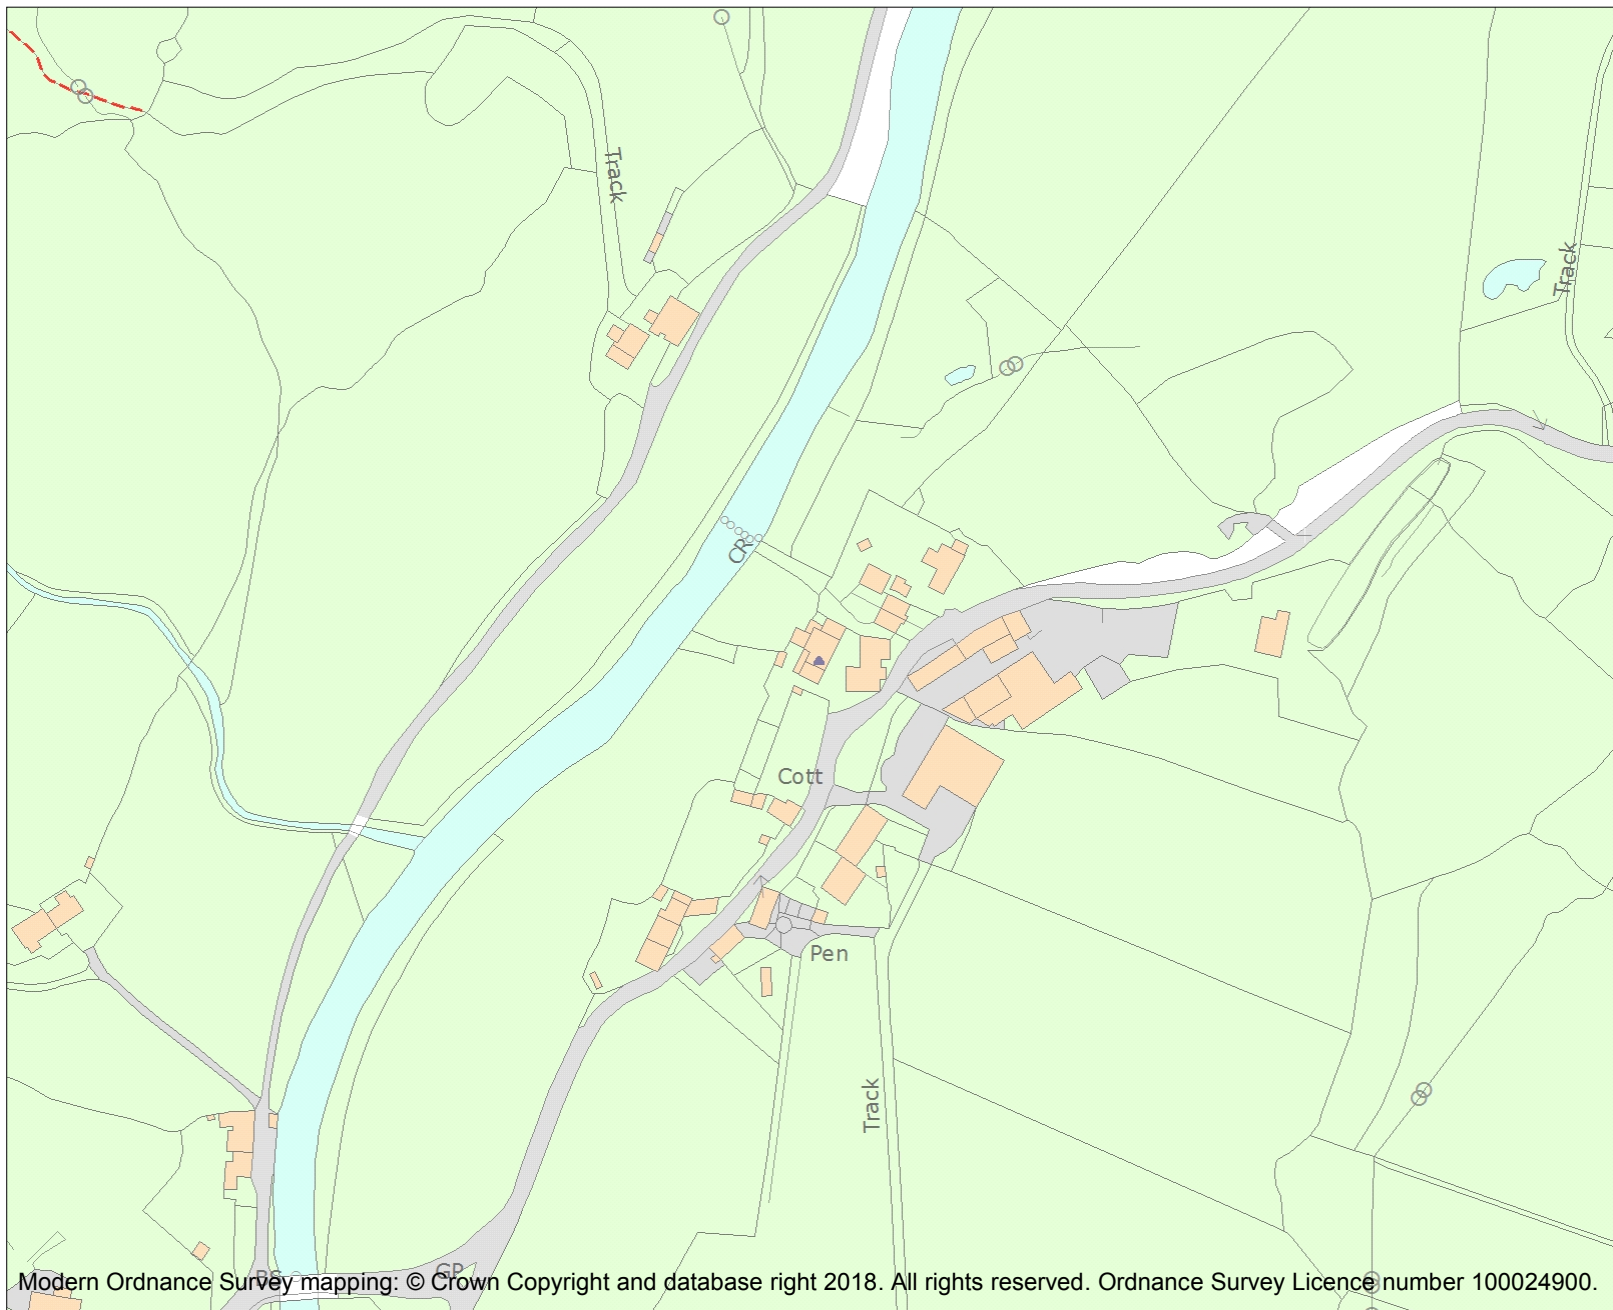 Track
Track
CR
Cott
Pen
Track
GP
Modern Ordnance Survey mapping: © Crown Copyright and database right 2018. All rights reserved. Ordnance Survey Licence number 100024900.